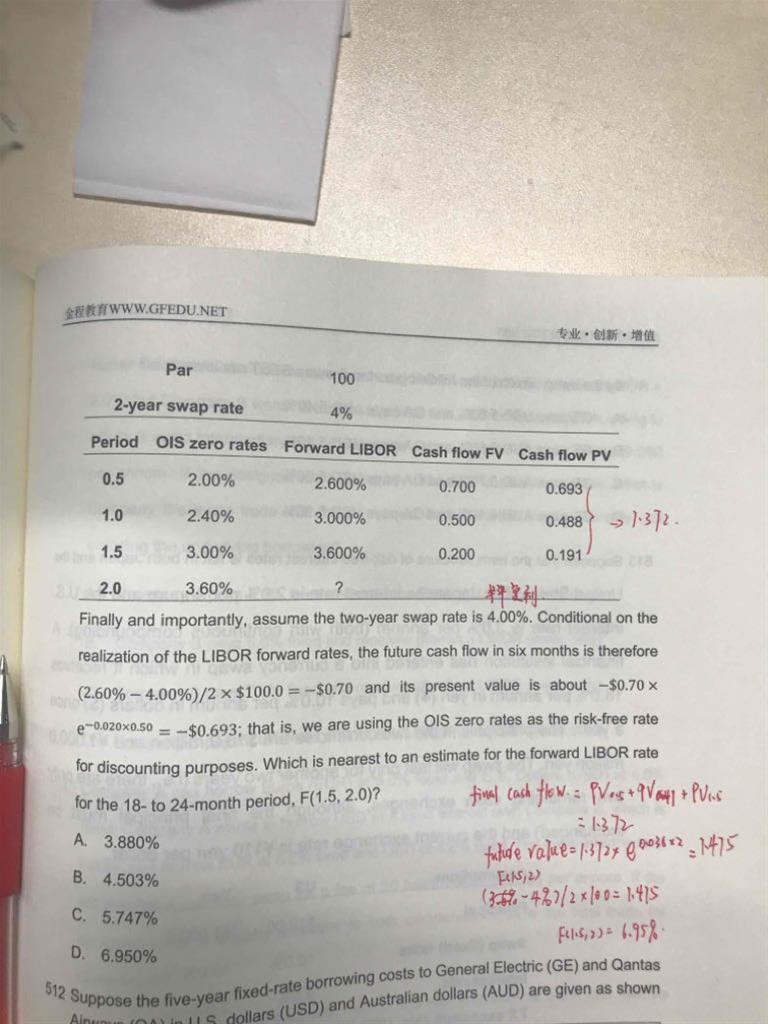 金程教育WWW.GFEDU.NET
专业·创新·增值
Par 100
2-year swap rate 4%
Period OIS zero rates Forward LIBOR Cash flow FV Cash flow PV
0.5 2.00% 2.600% 0.700 0.693
1.0 2.40% 3.000% 0.500 0.488 → 1.372.
1.5 3.00% 3.600% 0.200 0.191
2.0 3.60% ?
复利
Finally and importantly, assume the two-year swap rate is 4.00%. Conditional on the
realization of the LIBOR forward rates, the future cash flow in six months is therefore
(2.60% − 4.00%)/2 × $100.0 = −$0.70 and its present value is about −$0.70 ×
e^−0.020×0.50 = −$0.693; that is, we are using the OIS zero rates as the risk-free rate
for discounting purposes. Which is nearest to an estimate for the forward LIBOR rate
for the 18- to 24-month period, F(1.5, 2.0)?
final cash flow = PV0.5 + PV + PV1.5
= 1.372
A. 3.880%
future value = 1.372 × e^0.036×2 = 1.475
B. 4.503%
F(1.5,2)
( − 4%)/2 × 100 = 1.475
C. 5.747%
F(1.5,2) = 6.95%.
D. 6.950%
512 Suppose the five-year fixed-rate borrowing costs to General Electric (GE) and Qantas
Airways (QA) in U.S. dollars (USD) and Australian dollars (AUD) are given as shown